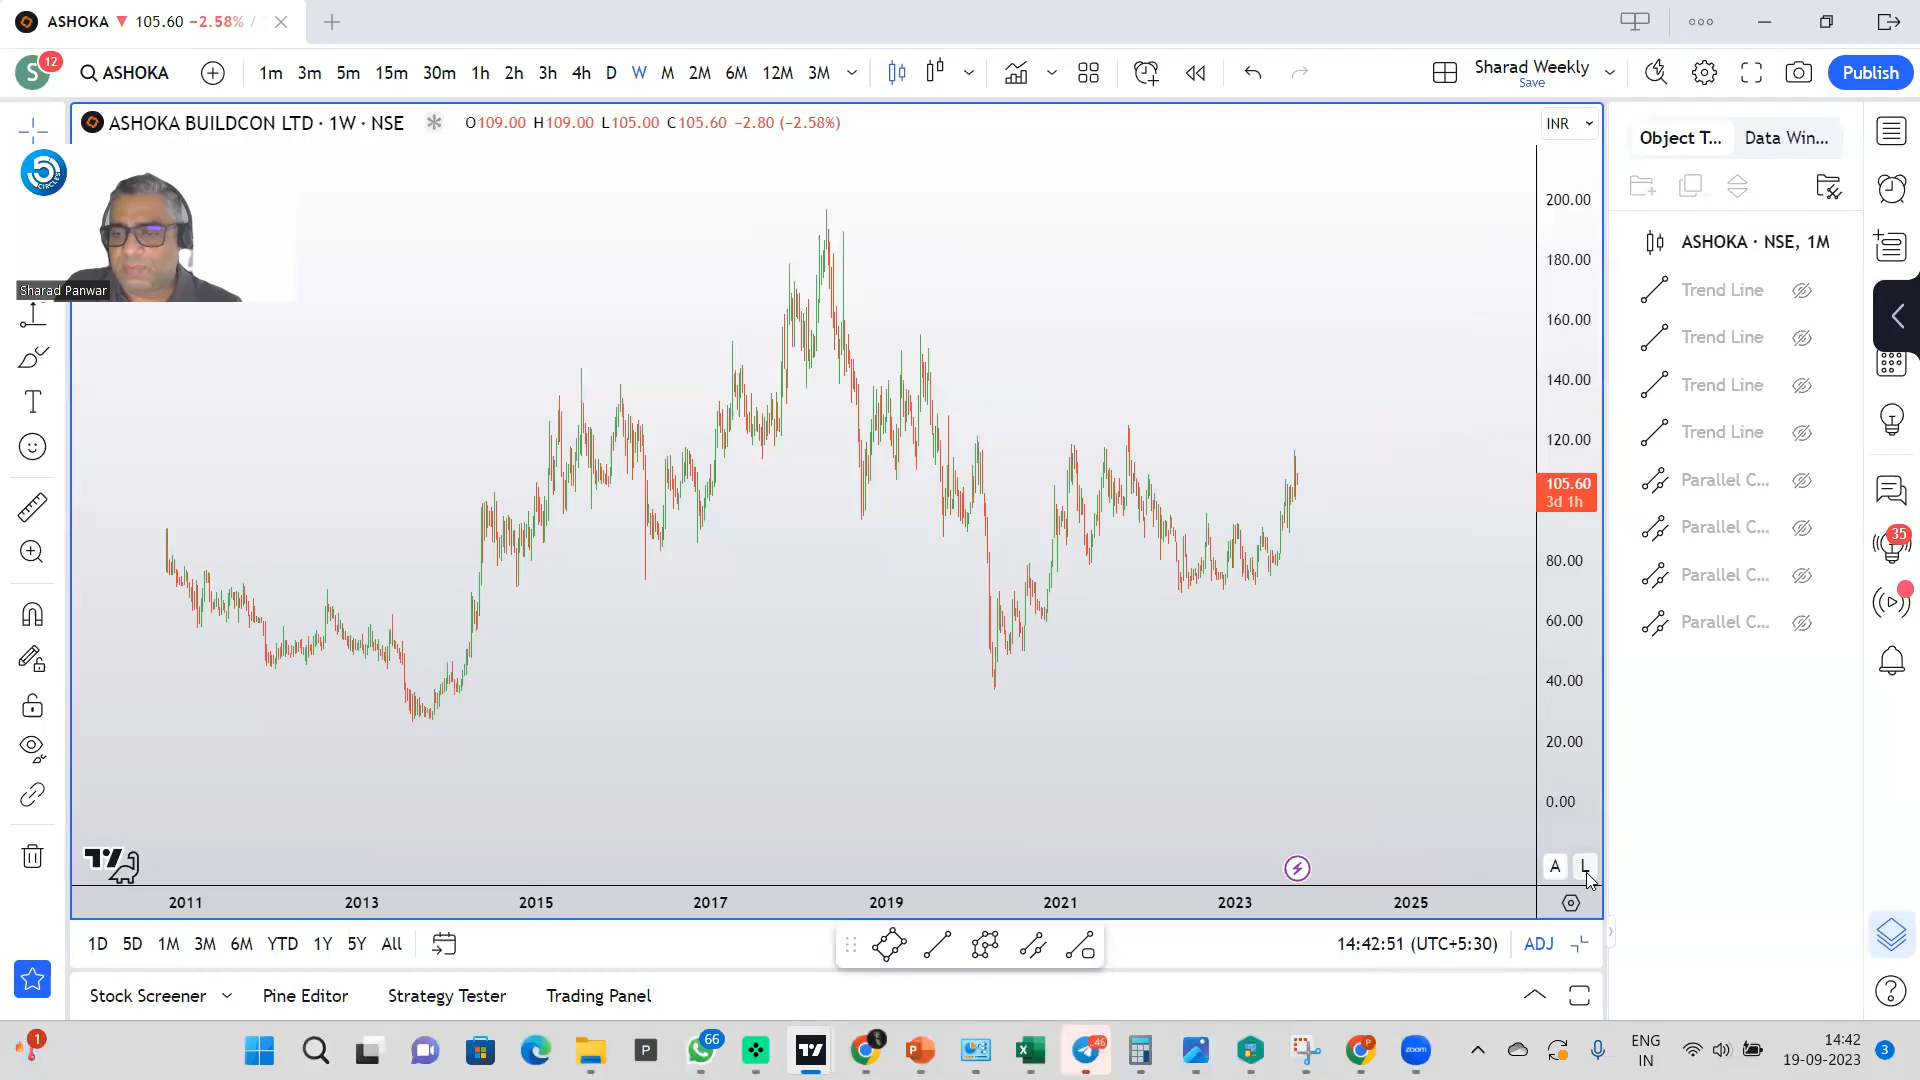 ASHOKA ▼ 105.60 −2.58% /
S 12 ASHOKA 1m 3m 5m 15m 30m 1h 2h 3h 4h D W M 2M 6M 12M 3M Sharad Weekly Save Publish
ASHOKA BUILDCON LTD · 1W · NSE O109.00 H109.00 L105.00 C105.60 −2.80 (−2.58%) INR
5 CIRCLES
Sharad Panwar
200.00
180.00
160.00
140.00
120.00
105.60
3d 1h
80.00
60.00
40.00
20.00
0.00
A L
2011 2013 2015 2017 2019 2021 2023 2025
Object T... Data Win...
ASHOKA · NSE, 1M
Trend Line
Trend Line
Trend Line
Trend Line
Parallel C...
Parallel C...
Parallel C...
Parallel C...
35
1D 5D 1M 3M 6M YTD 1Y 5Y All 14:42:51 (UTC+5:30) ADJ
Stock Screener Pine Editor Strategy Tester Trading Panel
1 P 66 46 zoom ENG IN 14:42 19-09-2023 3